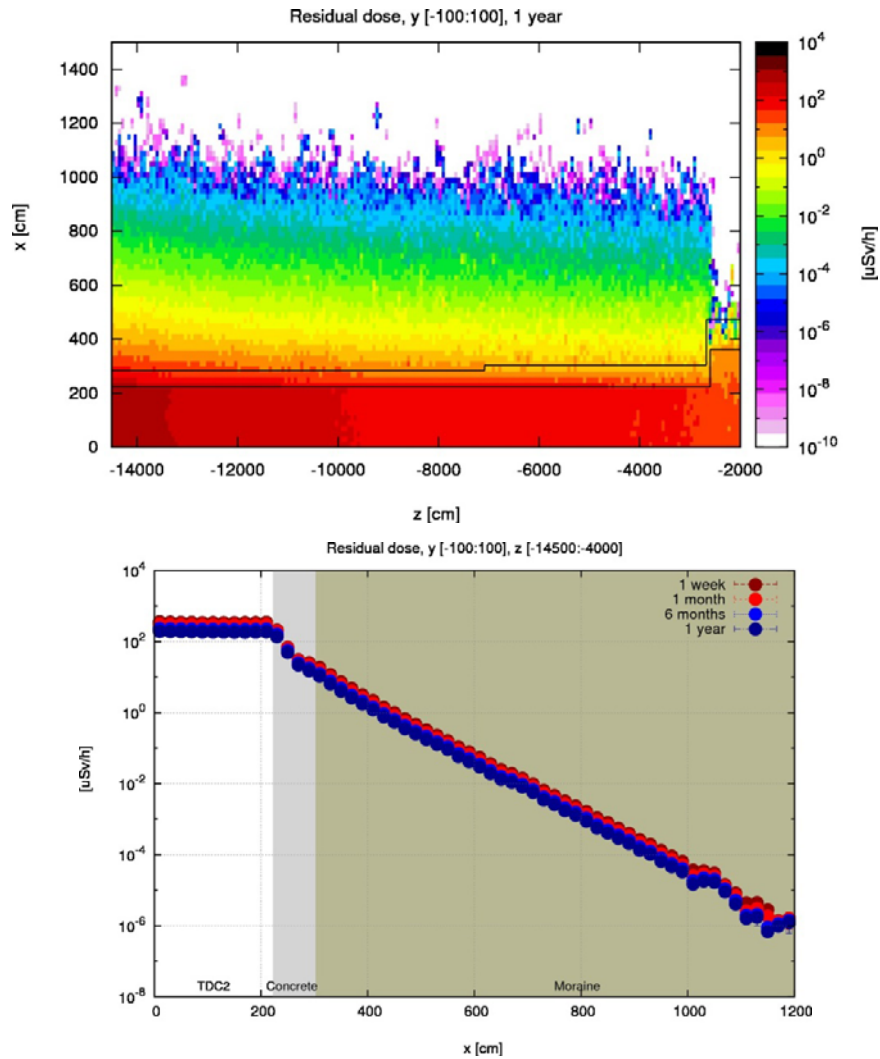 Residual dose, y [-100:100], 1 year
1400
1200
1000
800
600
400
200
0
x [cm]
-14000 -12000 -10000 -8000 -6000 -4000 -2000
z [cm]
10^4
10^2
10^0
10^-2
10^-4
10^-6
10^-8
10^-10
[uSv/h]
Residual dose, y [-100:100], z [-14500:-4000]
10^4
10^2
10^0
10^-2
10^-4
10^-6
10^-8
[uSv/h]
1 week
1 month
6 months
1 year
TDC2 Concrete Moraine
0 200 400 600 800 1000 1200
x [cm]